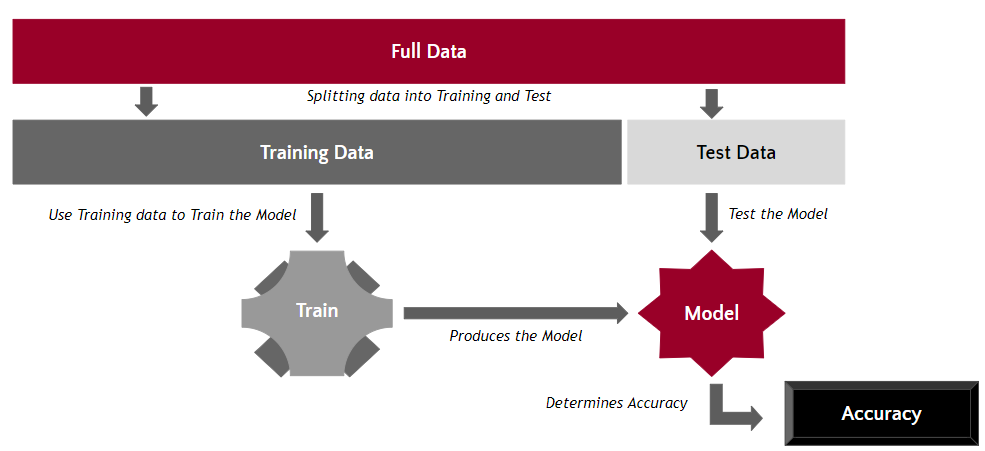 Full Data
Splitting data into Training and Test
Training Data
Test Data
Use Training data to Train the Model
Test the Model
Train
Model
Produces the Model
Determines Accuracy
Accuracy